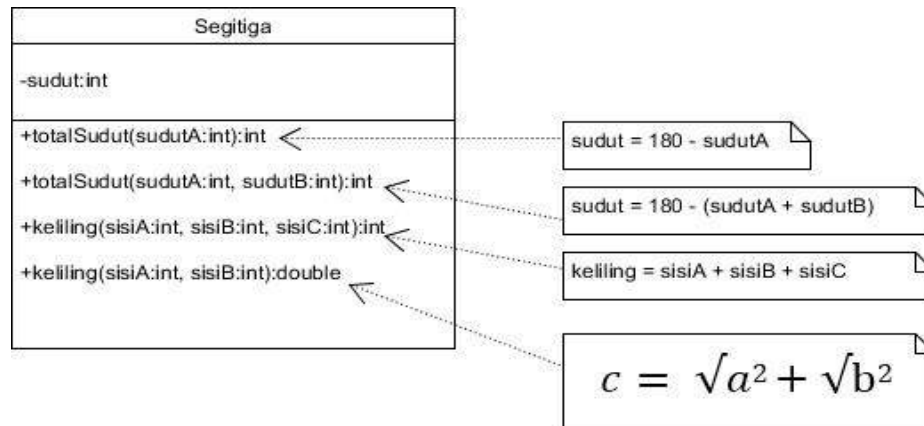 Segitiga
-sudut:int
+totalSudut(sudutA:int):int
+totalSudut(sudutA:int, sudutB:int):int
+keliling(sisiA:int, sisiB:int, sisiC:int):int
+keliling(sisiA:int, sisiB:int):double
sudut = 180 - sudutA
sudut = 180 - (sudutA + sudutB)
keliling = sisiA + sisiB + sisiC
c = √a² + √b²